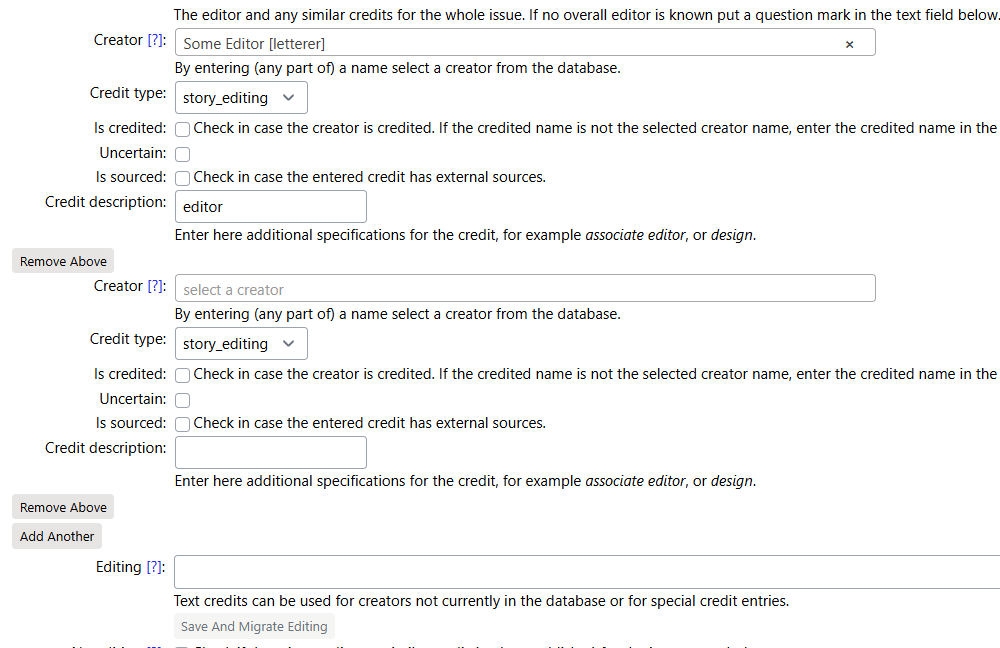 The editor and any similar credits for the whole issue. If no overall editor is known put a question mark in the text field below.
Creator [?]: Some Editor [letterer] ×
By entering (any part of) a name select a creator from the database.
Credit type: story_editing
Is credited: Check in case the creator is credited. If the credited name is not the selected creator name, enter the credited name in the
Uncertain:
Is sourced: Check in case the entered credit has external sources.
Credit description: editor
Enter here additional specifications for the credit, for example associate editor, or design.
Remove Above
Creator [?]: select a creator
By entering (any part of) a name select a creator from the database.
Credit type: story_editing
Is credited: Check in case the creator is credited. If the credited name is not the selected creator name, enter the credited name in the
Uncertain:
Is sourced: Check in case the entered credit has external sources.
Credit description:
Enter here additional specifications for the credit, for example associate editor, or design.
Remove Above
Add Another
Editing [?]:
Text credits can be used for creators not currently in the database or for special credit entries.
Save And Migrate Editing